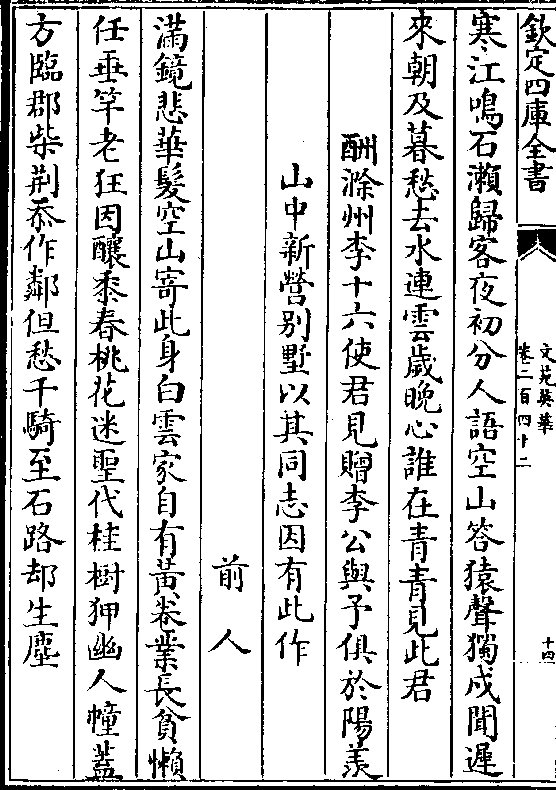 欽定四庫全書
文苑英華
卷二百四十二
十四
寒江鳴石瀨歸客夜初分人語空山答猿聲獨戍聞遲
來朝及暮愁去水連雲歲晚心誰在青青見此君
酬滁州李十六使君見贈李公與予俱於陽羡
山中新營别墅以其同志因有此作
前人
滿鏡悲華髮空山寄此身白雲家自有黃卷業長貧懶
任垂竿老狂因釀黍春桃花迷聖代桂樹狎幽人幢蓋
方臨郡柴荆忝作鄰但愁千騎至石路却生塵